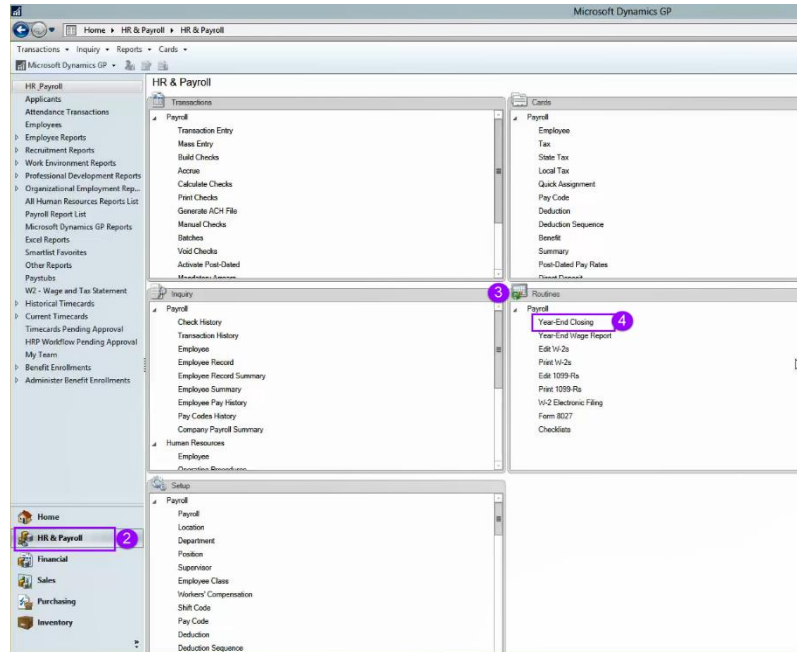 Microsoft Dynamics GP
Home HR & Payroll HR & Payroll
Transactions Inquiry Reports Cards
Microsoft Dynamics GP
HR_Payroll
Applicants
Attendance Transactions
Employees
Employee Reports
Recruitment Reports
Work Environment Reports
Professional Development Reports
Organizational Employment Rep...
All Human Resources Reports List
Payroll Report List
Microsoft Dynamics GP Reports
Excel Reports
Smartlist Favorites
Other Reports
Paystubs
W2 - Wage and Tax Statement
Historical Timecards
Current Timecards
Timecards Pending Approval
HRP Workflow Pending Approval
My Team
Benefit Enrollments
Administer Benefit Enrollments
Home
HR & Payroll 2
Financial
Sales
Purchasing
Inventory
HR & Payroll
Transactions
Payroll
Transaction Entry
Mass Entry
Build Checks
Accrue
Calculate Checks
Print Checks
Generate ACH File
Manual Checks
Batches
Void Checks
Activate Post-Dated
Mandatory Arrears
Cards
Payroll
Employee
Tax
State Tax
Local Tax
Quick Assignment
Pay Code
Deduction
Deduction Sequence
Benefit
Summary
Post-Dated Pay Rates
Direct Deposit
Inquiry
Payroll
Check History
Transaction History
Employee
Employee Record
Employee Record Summary
Employee Summary
Employee Pay History
Pay Codes History
Company Payroll Summary
Human Resources
Employee
Operating Procedures
3 Routines
Payroll
Year-End Closing 4
Year-End Wage Report
Edit W-2s
Print W-2s
Edit 1099-Rs
Print 1099-Rs
W-2 Electronic Filing
Form 8027
Checklists
Setup
Payroll
Payroll
Location
Department
Position
Supervisor
Employee Class
Workers' Compensation
Shift Code
Pay Code
Deduction
Deduction Sequence